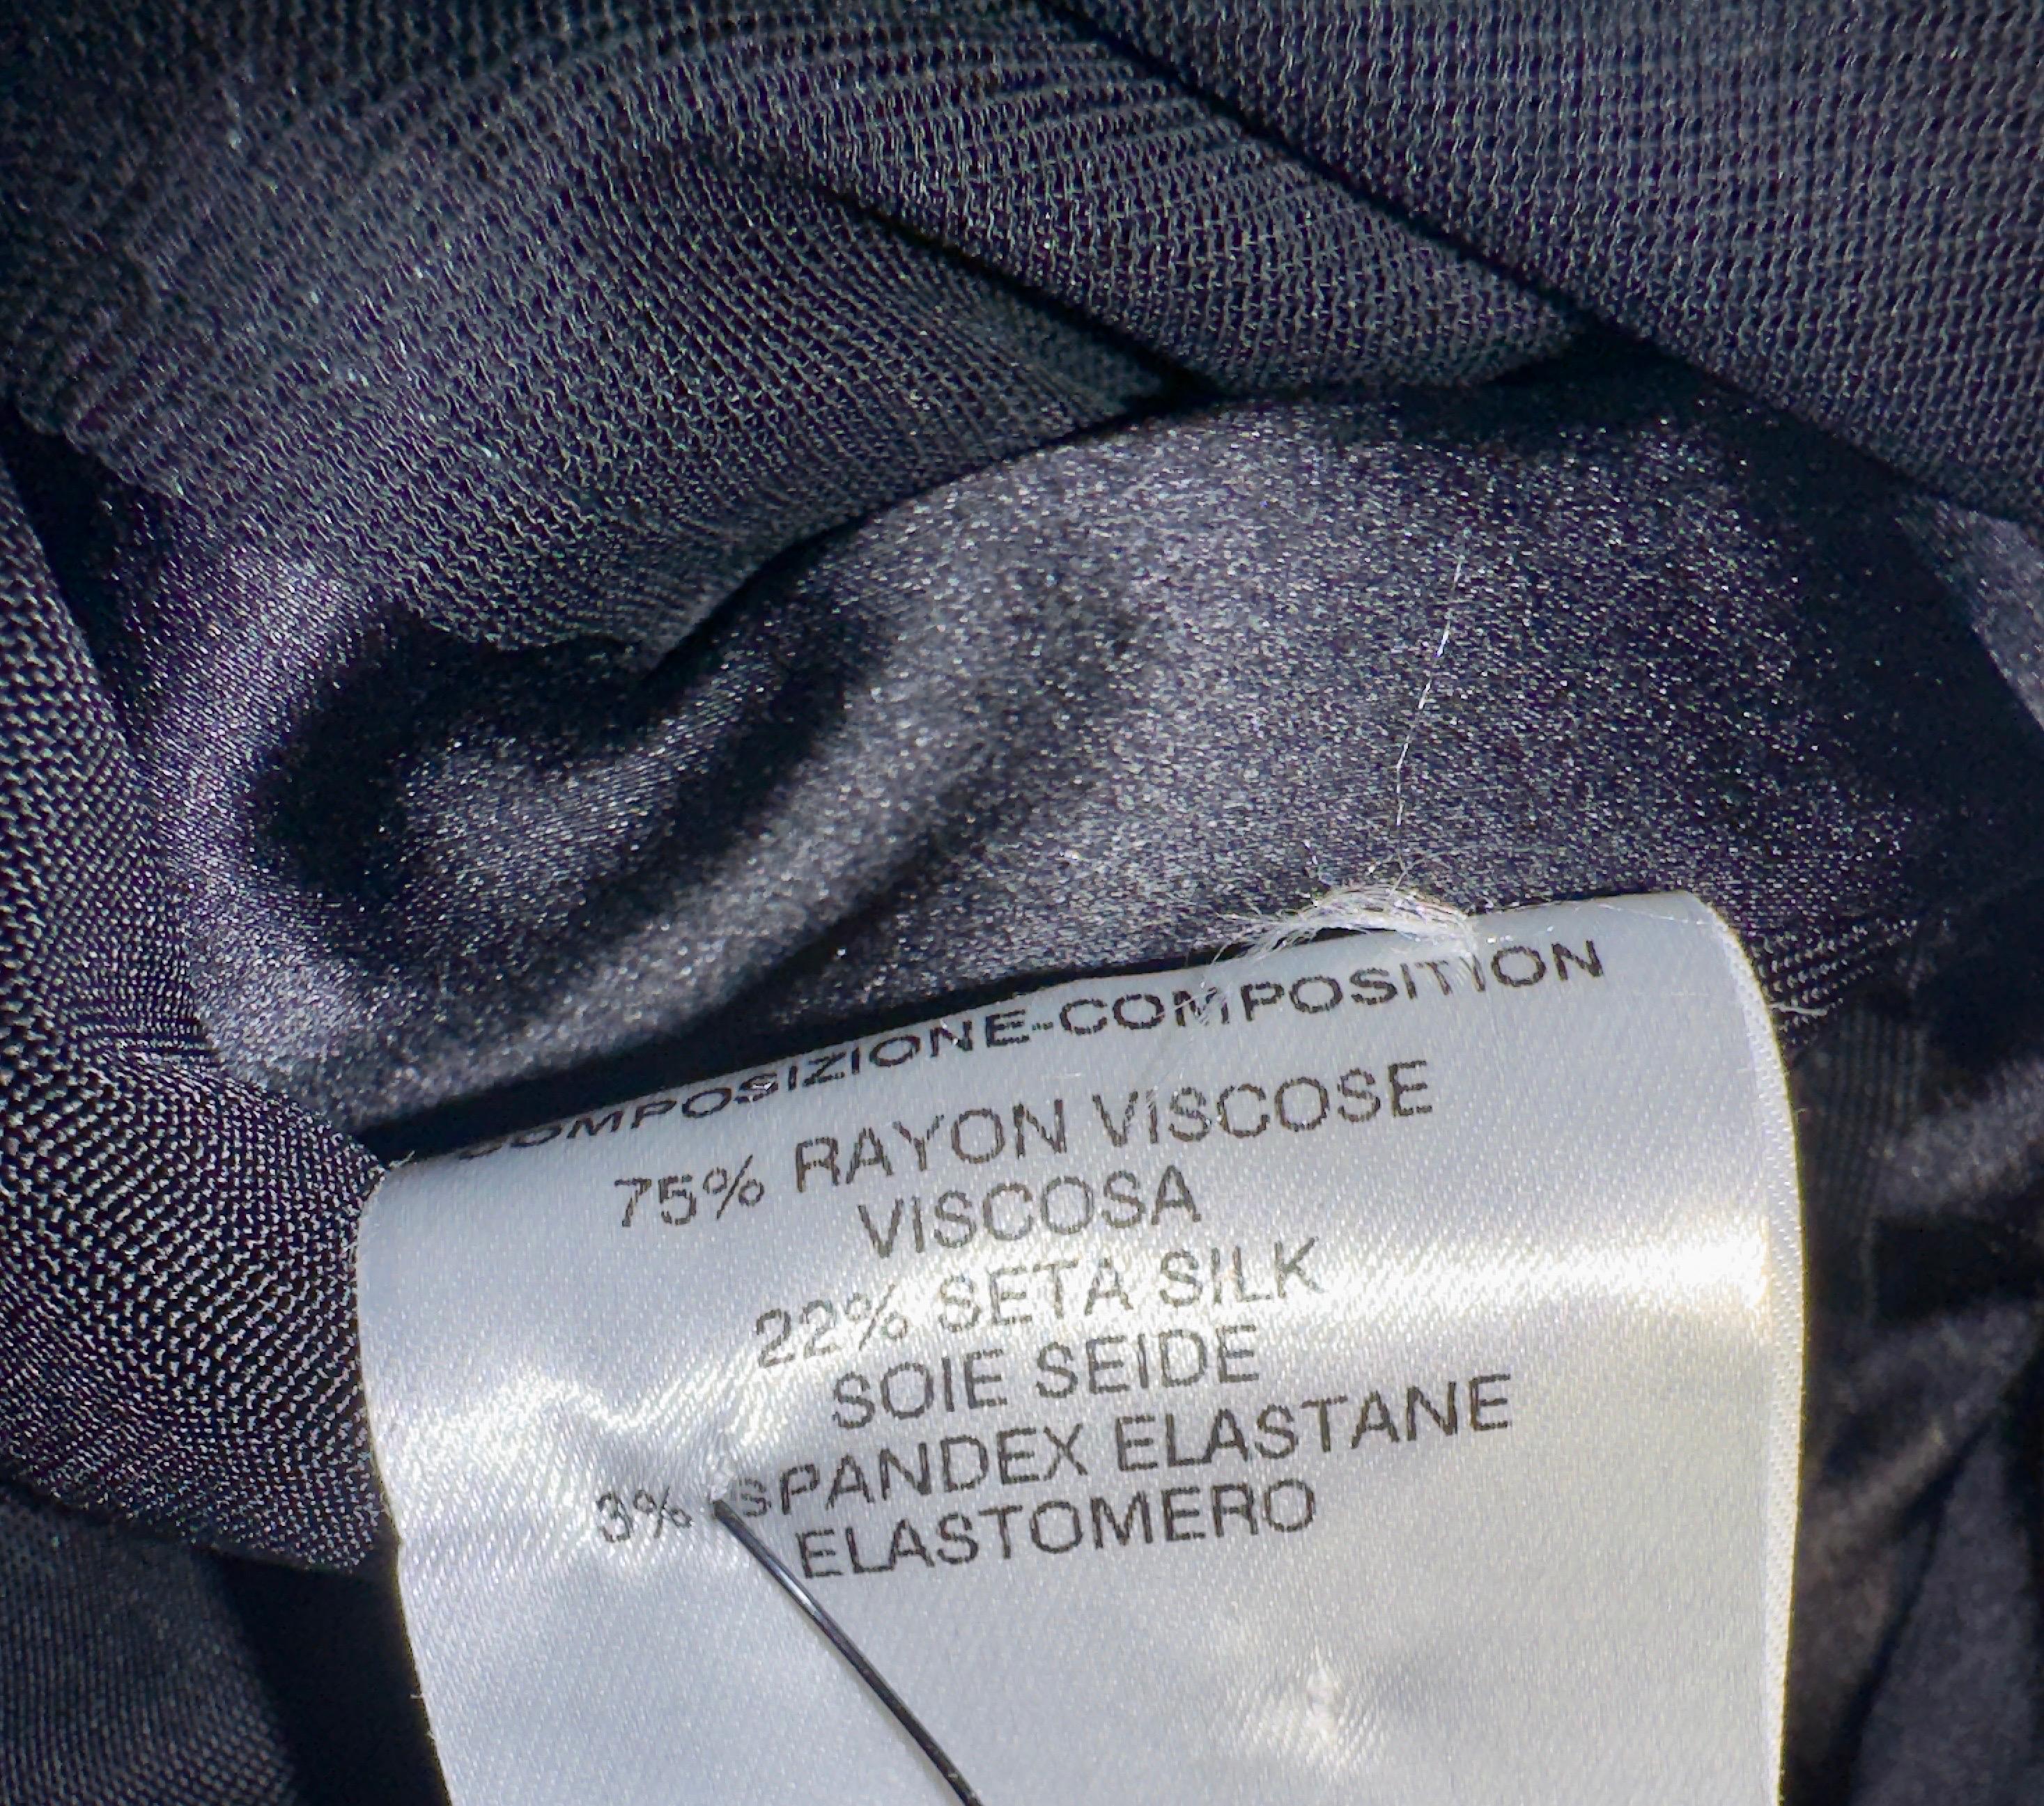 COMPOSIZIONE-COMPOSITION
75% RAYON VISCOSE
VISCOSA
22% SETA SILK
SOIE SEIDE
3% SPANDEX ELASTANE
ELASTOMERO